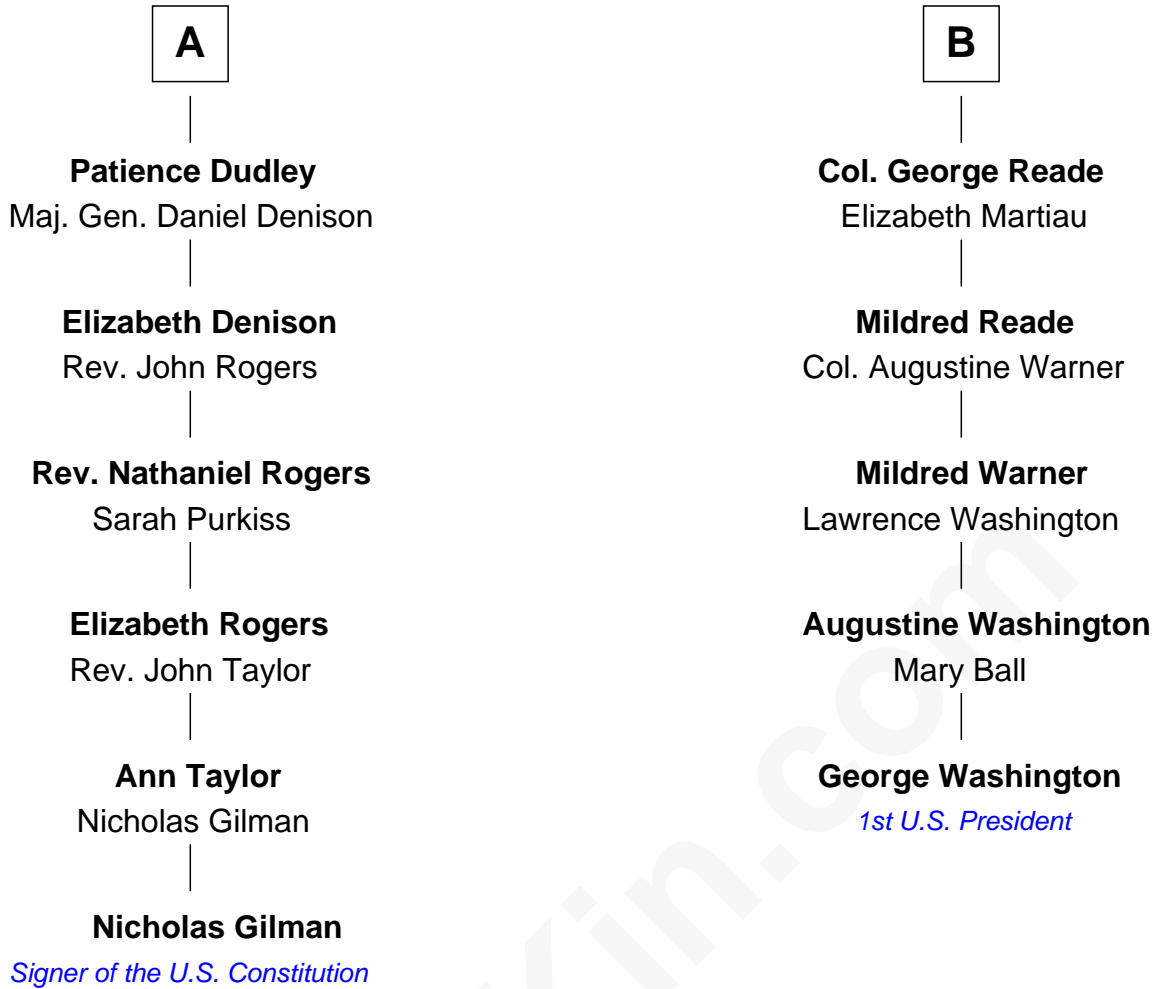 A
Patience Dudley
Maj. Gen. Daniel Denison
Elizabeth Denison
Rev. John Rogers
Rev. Nathaniel Rogers
Sarah Purkiss
Elizabeth Rogers
Rev. John Taylor
Ann Taylor
Nicholas Gilman
Nicholas Gilman
Signer of the U.S. Constitution
B
Col. George Reade
Elizabeth Martiau
Mildred Reade
Col. Augustine Warner
Mildred Warner
Lawrence Washington
Augustine Washington
Mary Ball
George Washington
1st U.S. President
Kin.com